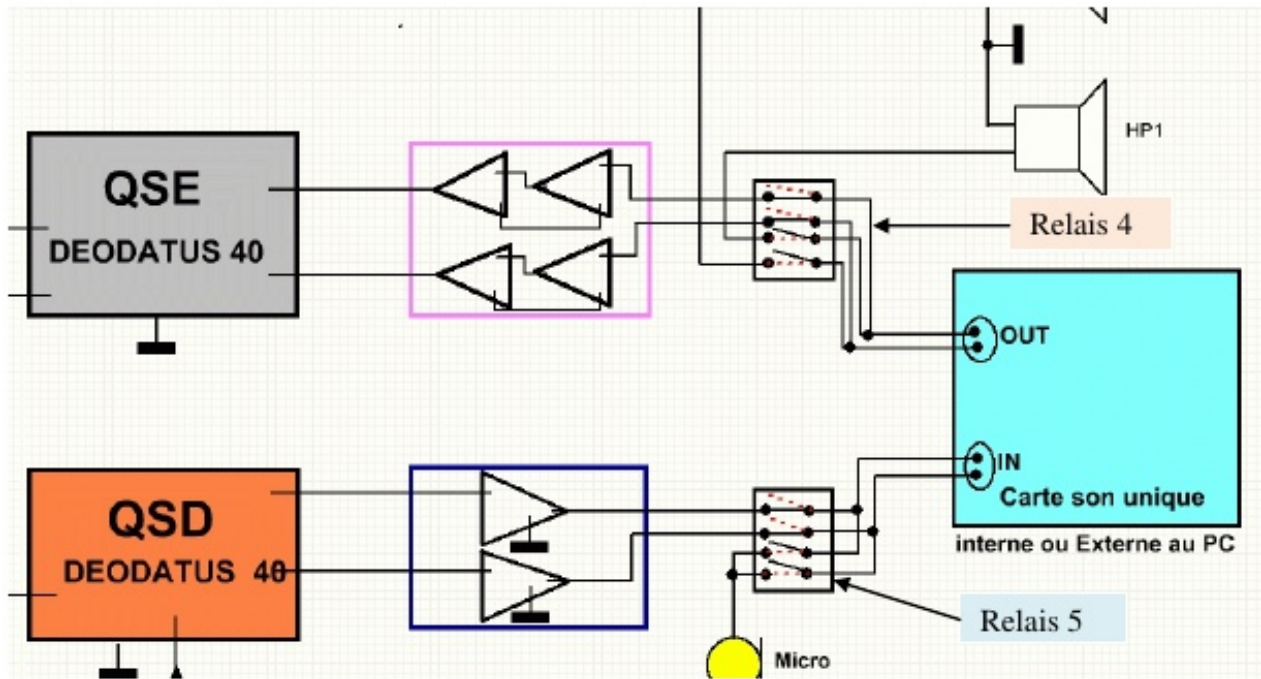 HP1
QSE
DEODATUS 40
Relais 4
OUT
IN
Carte son unique
interne ou Externe au PC
QSD
DEODATUS 40
Relais 5
Micro